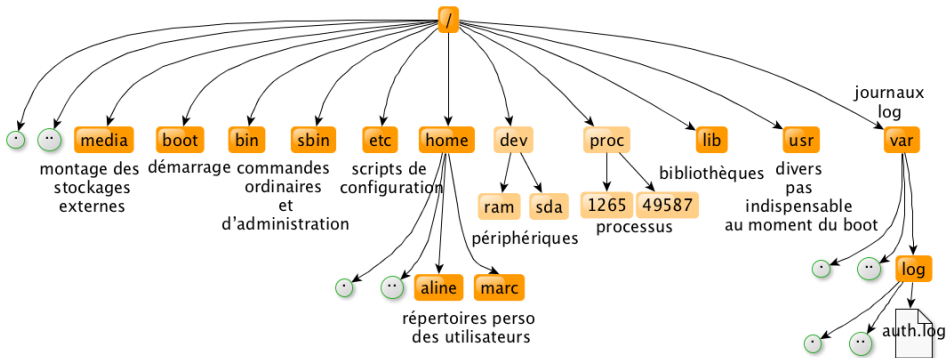 /
journaux
log
.
..
media
boot
bin
sbin
etc
home
dev
proc
lib
usr
var
montage des
stockages
externes
démarrage
commandes
ordinaires
et
d'administration
scripts de
configuration
bibliothèques
divers
pas
indispensable
au moment du boot
ram
sda
périphériques
1265
49587
processus
.
..
aline
marc
répertoires perso
des utilisateurs
.
..
log
.
..
auth.log